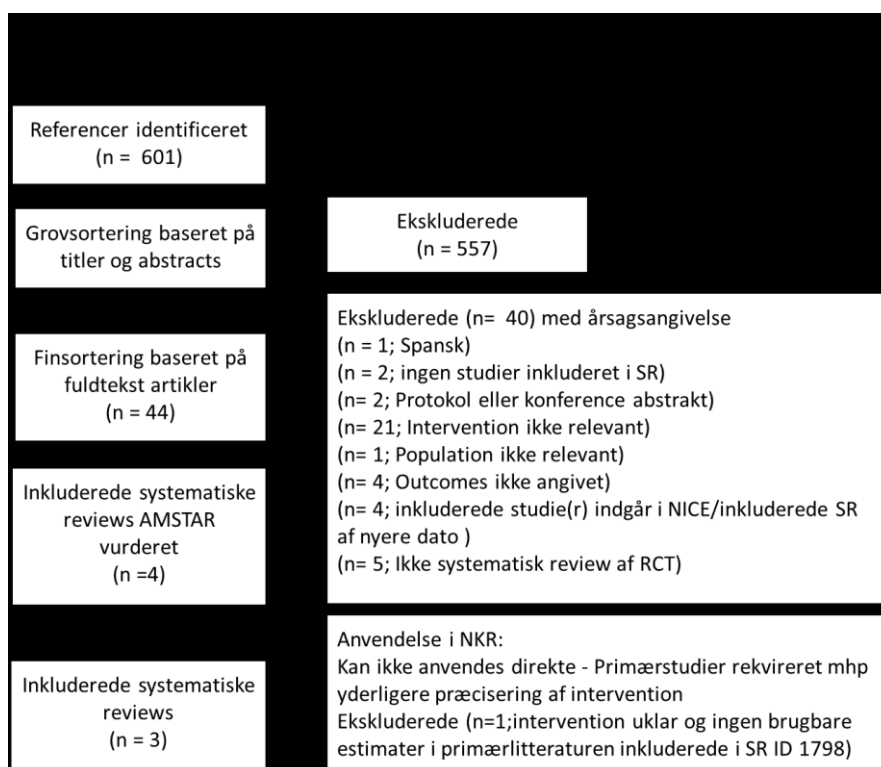 Referencer identificeret
(n = 601)
Grovsortering baseret på
titler og abstracts
Ekskluderede
(n = 557)
Finsortering baseret på
fuldtekst artikler
(n = 44)
Ekskluderede (n= 40) med årsagsangivelse
(n = 1; Spansk)
(n = 2; ingen studier inkluderet i SR)
(n= 2; Protokol eller konference abstrakt)
(n= 21; Intervention ikke relevant)
(n= 1; Population ikke relevant)
(n= 4; Outcomes ikke angivet)
(n= 4; inkluderede studie(r) indgår i NICE/inkluderede SR
af nyere dato )
(n= 5; Ikke systematisk review af RCT)
Inkluderede systematiske
reviews AMSTAR
vurderet
(n =4)
Inkluderede systematiske
reviews
(n = 3)
Anvendelse i NKR:
Kan ikke anvendes direkte - Primærstudier rekvireret mhp
yderligere præcisering af intervention
Ekskluderede (n=1;intervention uklar og ingen brugbare
estimater i primærlitteraturen inkluderede i SR ID 1798)